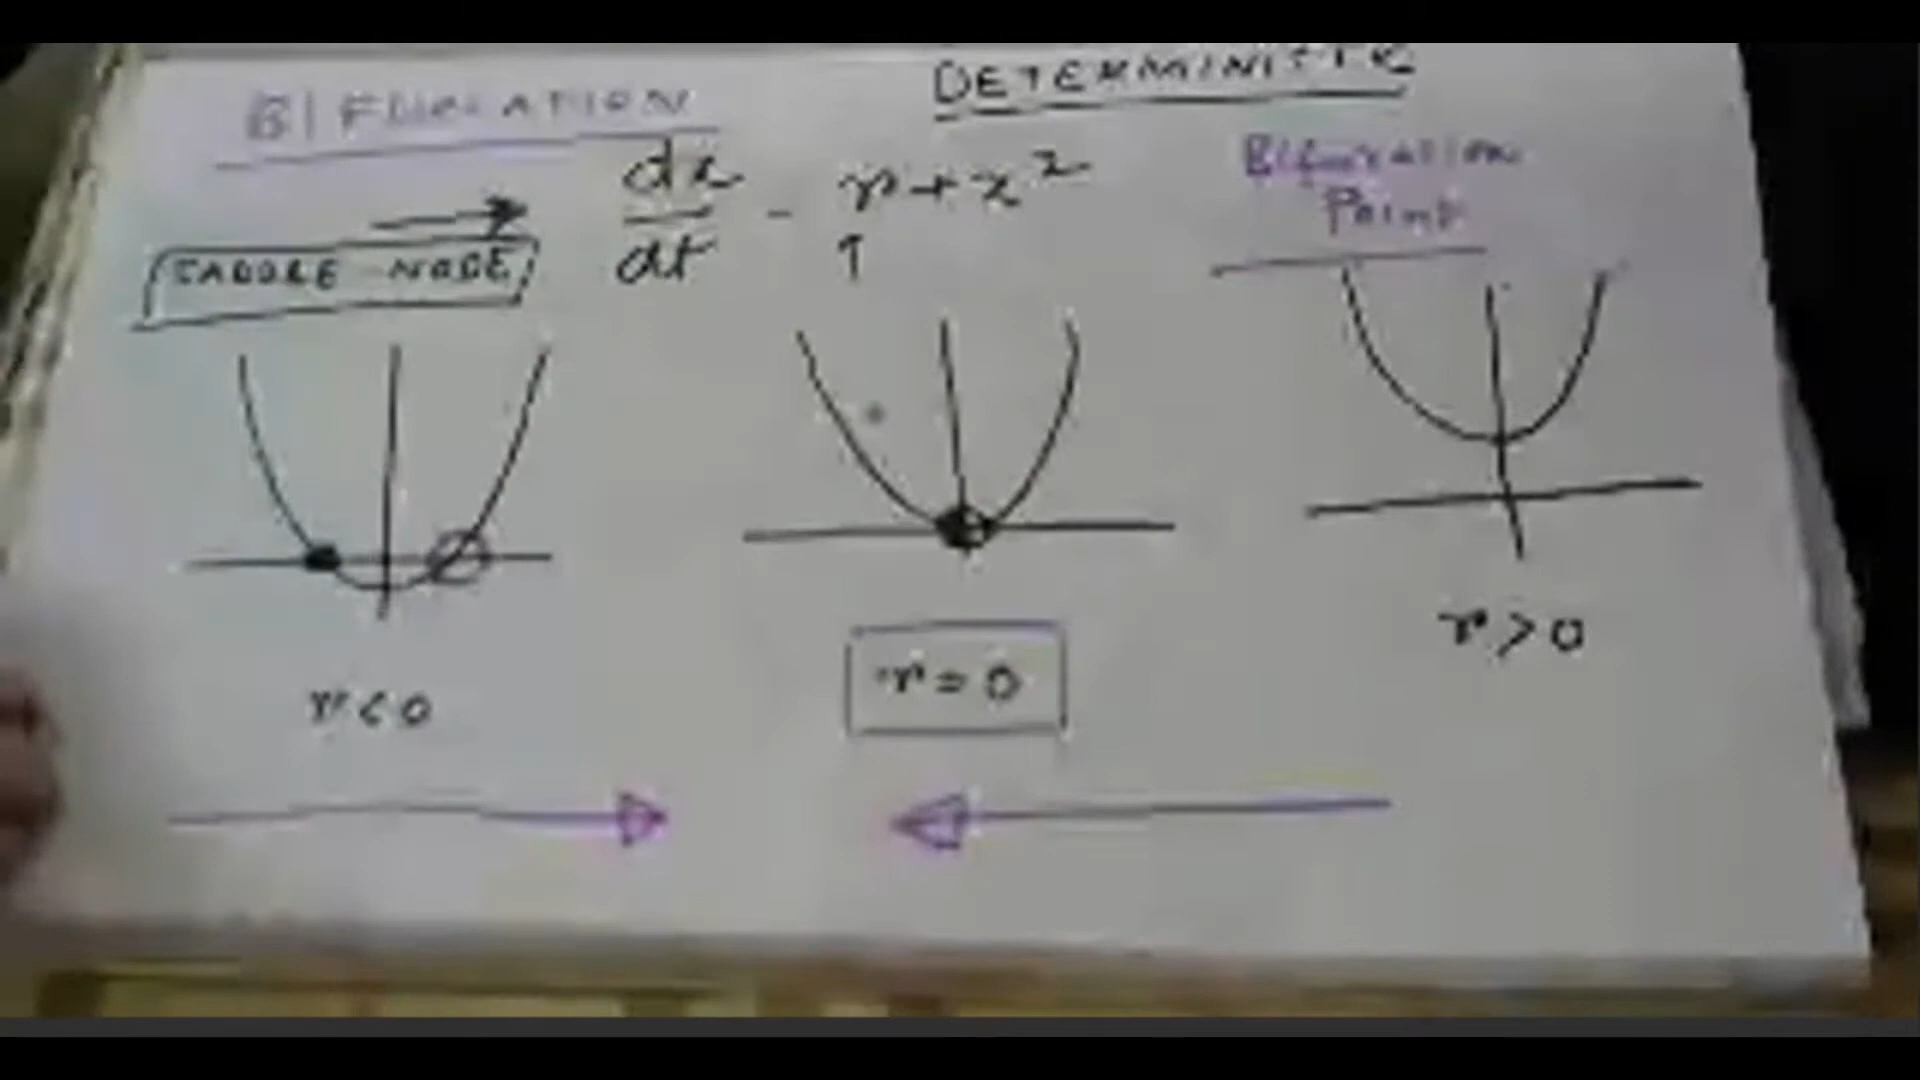 DETERMINISTIC
BIFURCATION
Bifurcation
Point
dx/dt = r + x²
↑
SADDLE - NODE
r < 0
r = 0
r > 0